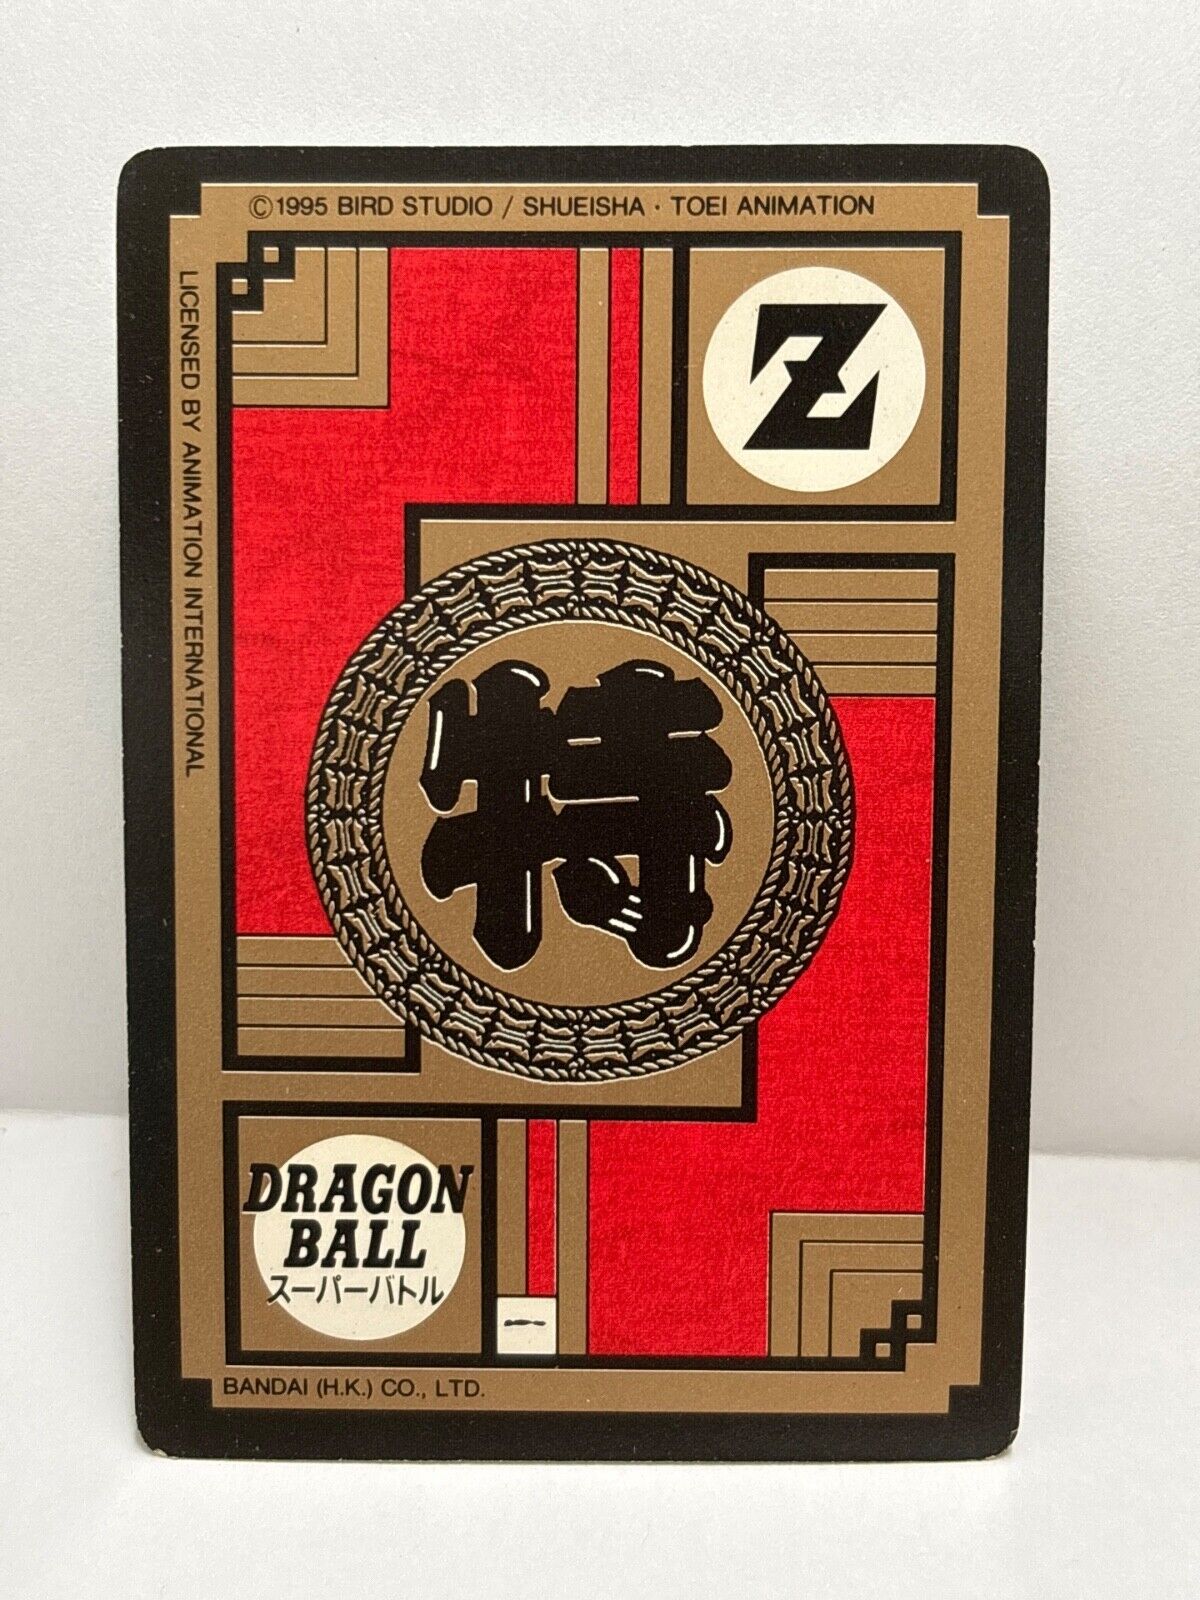 ©1995 BIRD STUDIO / SHUEISHA · TOEI ANIMATION
LICENSED BY ANIMATION INTERNATIONAL
Z
DRAGON
BALL
スーパーバトル
一
BANDAI (H.K.) CO., LTD.